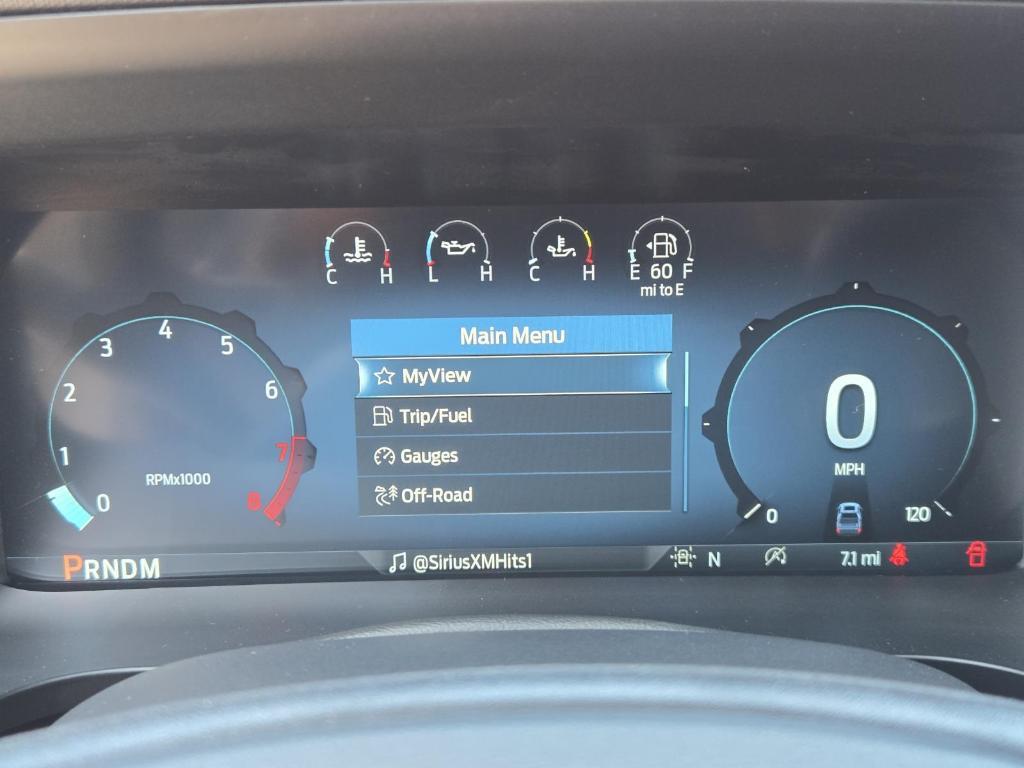 C H
L H
C H
E 60 F
mi to E
Main Menu
MyView
Trip/Fuel
Gauges
Off-Road
0 1 2 3 4 5 6 7 8
RPMx1000
0
MPH
0 120
PRNDM
@SiriusXMHits1
N
7.1 mi